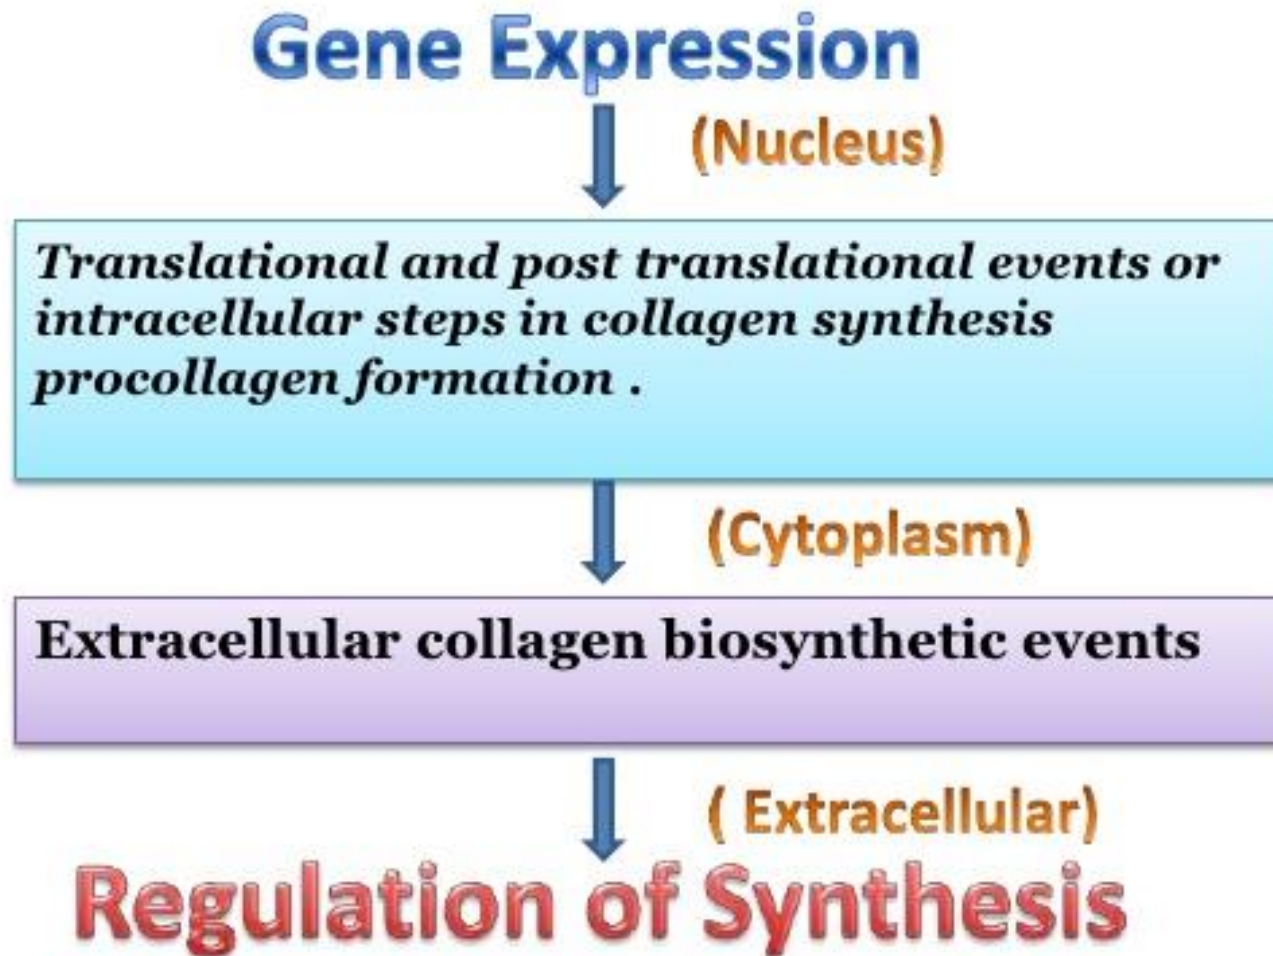 Gene Expression
(Nucleus)
Translational and post translational events or
intracellular steps in collagen synthesis
procollagen formation .
(Cytoplasm)
Extracellular collagen biosynthetic events
( Extracellular)
Regulation of Synthesis